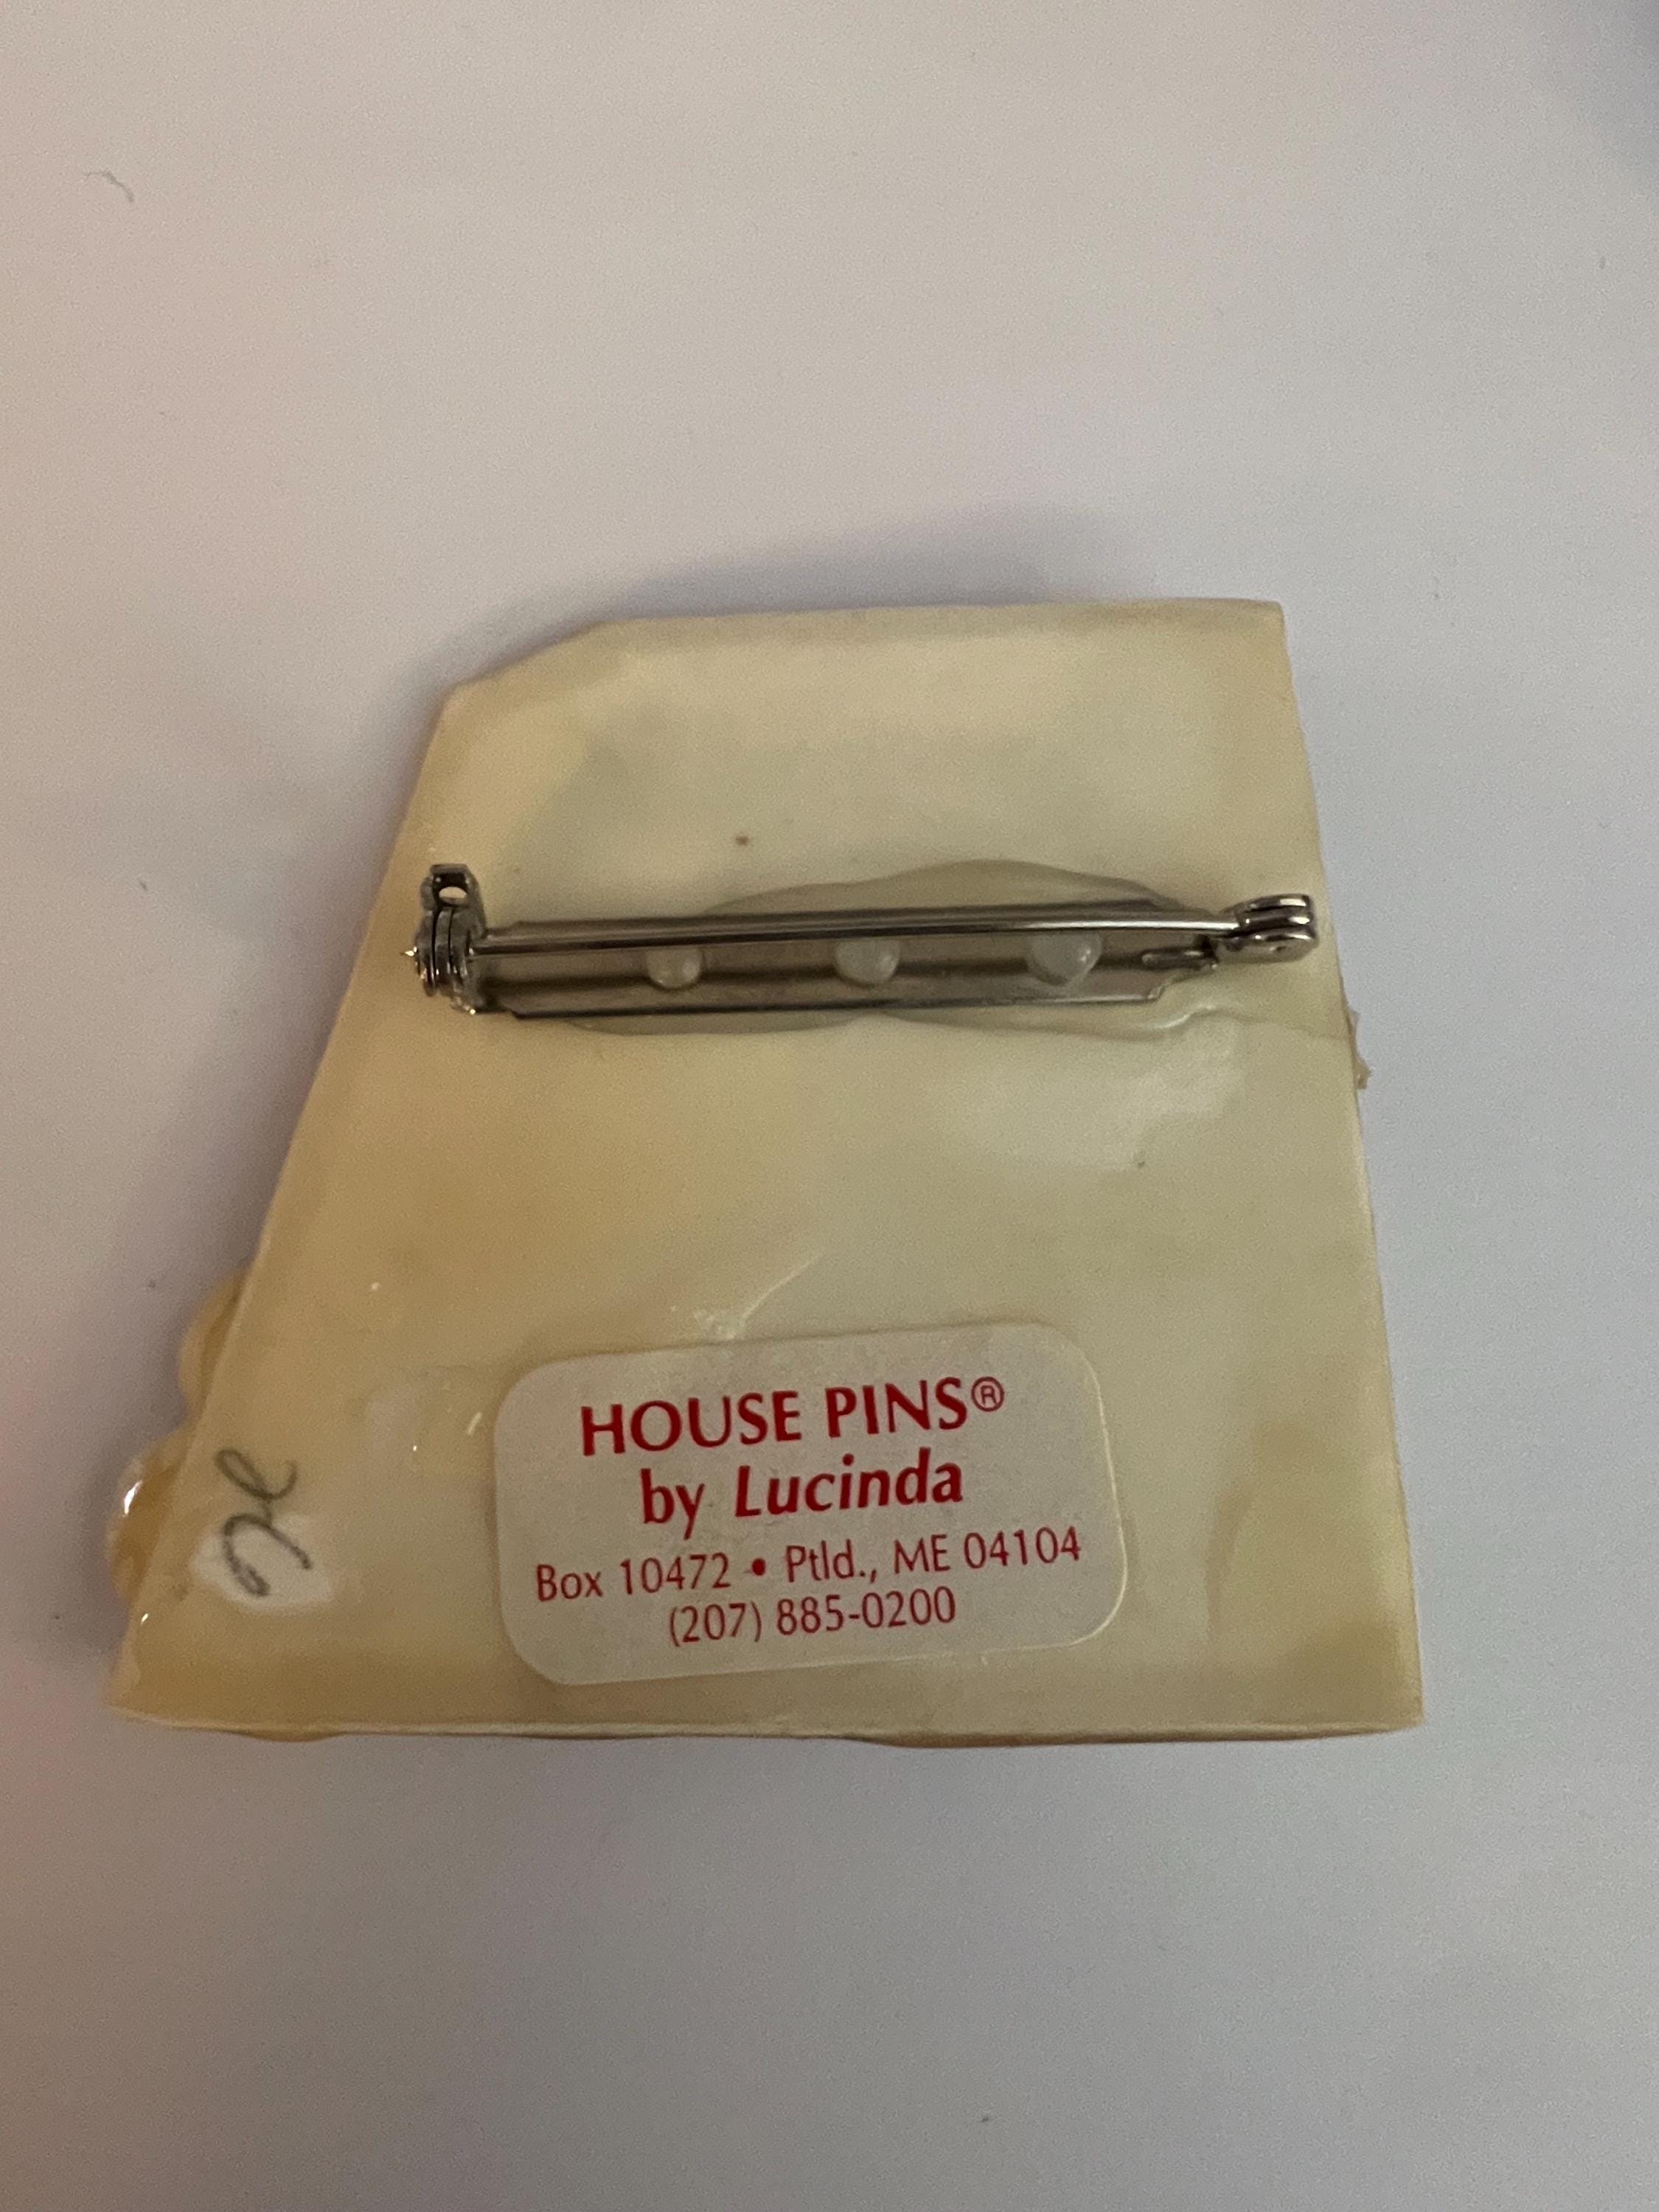 HOUSE PINS®
by Lucinda
Box 10472 • Ptld., ME 04104
(207) 885-0200